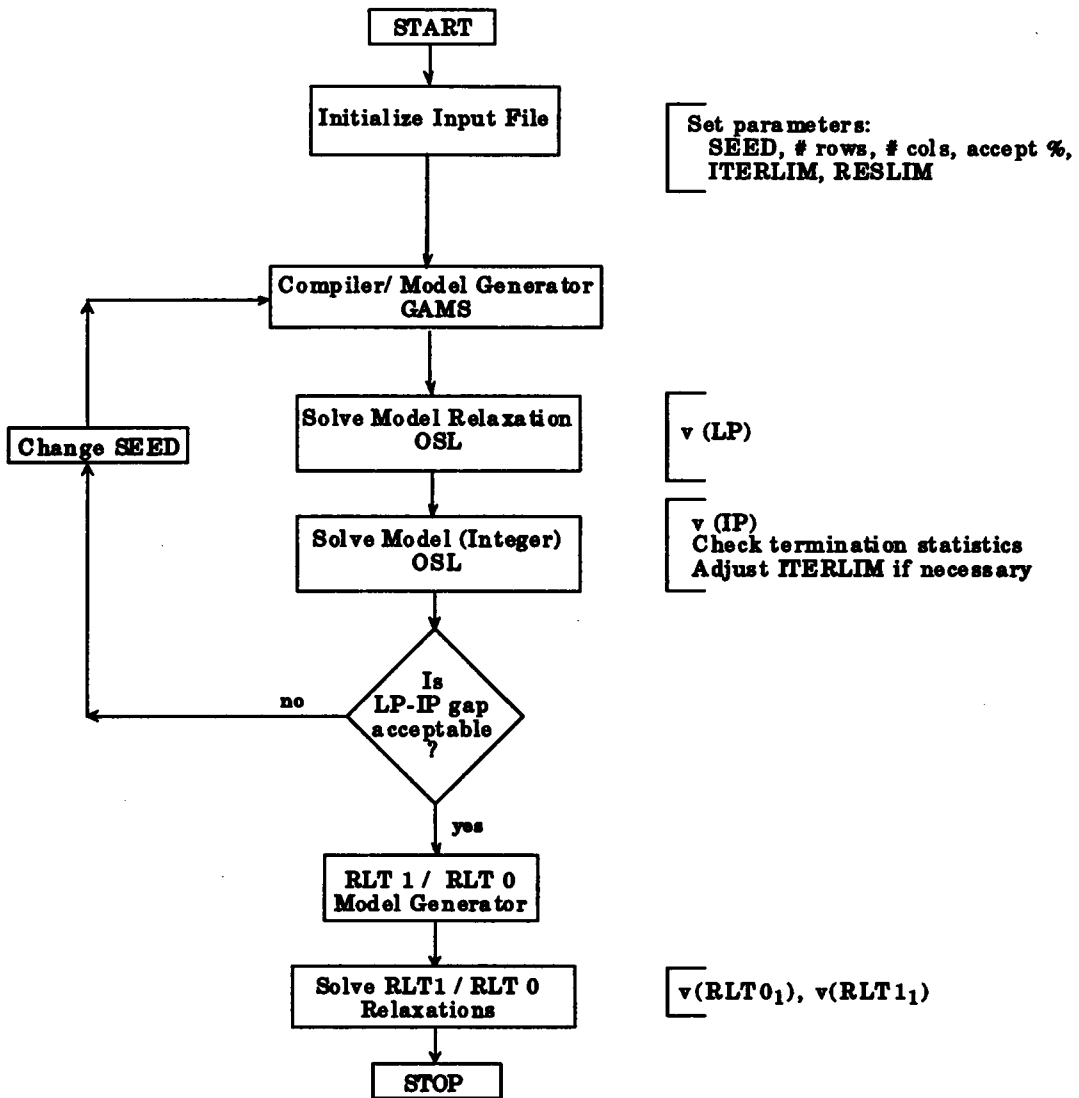 START
Initialize Input File
Set parameters:
SEED, # rows, # cols, accept %,
ITERLIM, RESLIM
Compiler/ Model Generator
GAMS
Solve Model Relaxation
OSL
v (LP)
Change SEED
Solve Model (Integer)
OSL
v (IP)
Check termination statistics
Adjust ITERLIM if necessary
Is
LP-IP gap
acceptable
?
no
yes
RLT 1 / RLT 0
Model Generator
Solve RLT1 / RLT 0
Relaxations
v(RLT0₁), v(RLT1₁)
STOP